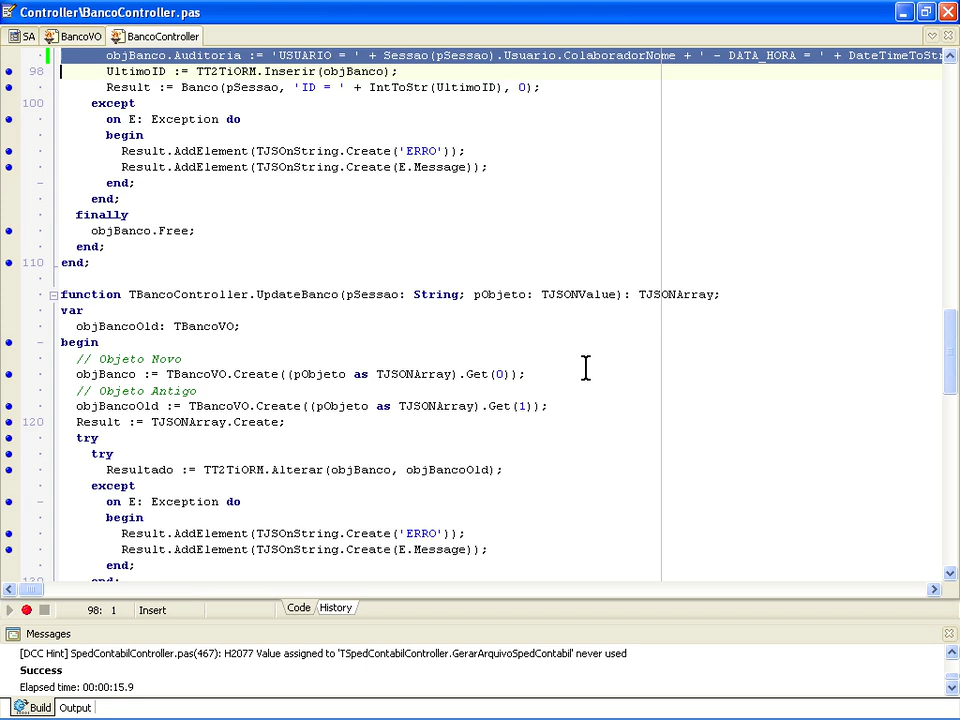 Controller\BancoController.pas
SA BancoVO BancoController
objBanco.Auditoria := 'USUARIO = ' + Sessao(pSessao).Usuario.ColaboradorNome + ' - DATA_HORA = ' + DateTimeToStr
98 UltimoID := TT2TiORM.Inserir(objBanco);
Result := Banco(pSessao, 'ID = ' + IntToStr(UltimoID), 0);
100 except
on E: Exception do
begin
Result.AddElement(TJSOnString.Create('ERRO'));
Result.AddElement(TJSOnString.Create(E.Message));
end;
end;
finally
objBanco.Free;
end;
110 end;
function TBancoController.UpdateBanco(pSessao: String; pObjeto: TJSONValue): TJSONArray;
var
objBancoOld: TBancoVO;
begin
// Objeto Novo
objBanco := TBancoVO.Create((pObjeto as TJSONArray).Get(0));
// Objeto Antigo
objBancoOld := TBancoVO.Create((pObjeto as TJSONArray).Get(1));
120 Result := TJSONArray.Create;
try
try
Resultado := TT2TiORM.Alterar(objBanco, objBancoOld);
except
on E: Exception do
begin
Result.AddElement(TJSOnString.Create('ERRO'));
Result.AddElement(TJSOnString.Create(E.Message));
end;
130 end;
98: 1 Insert Code History
Messages
[DCC Hint] SpedContabilController.pas(467): H2077 Value assigned to 'TSpedContabilController.GerarArquivoSpedContabil' never used
Success
Elapsed time: 00:00:15.9
Build Output